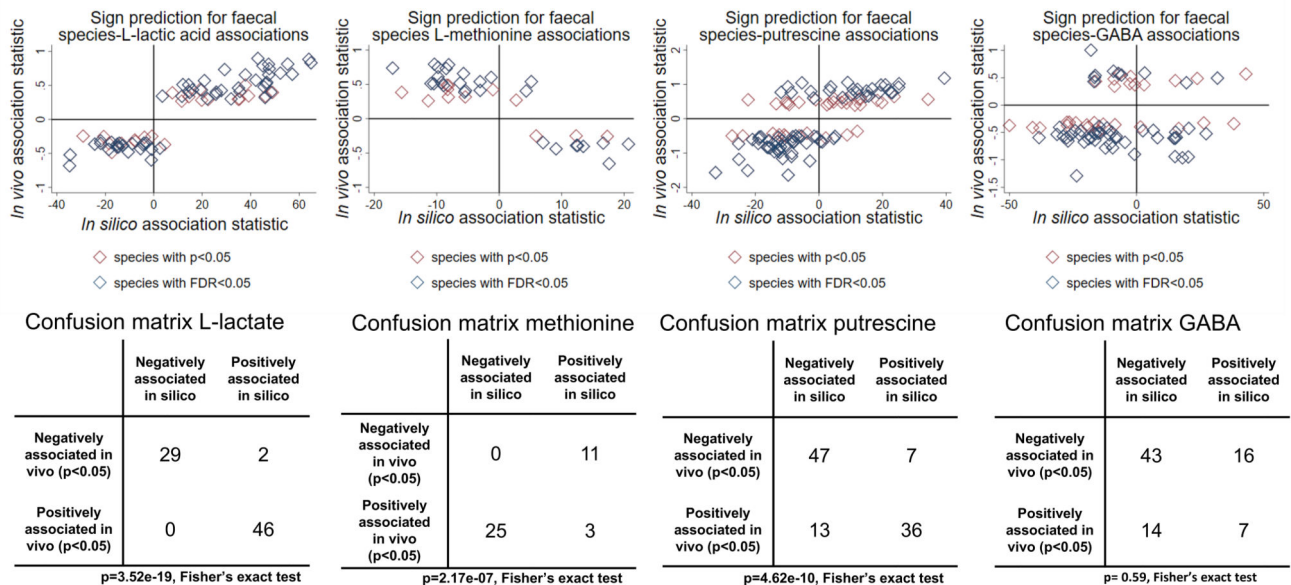 Sign prediction for faecal
species-L-lactic acid associations
In vivo association statistic
1
.5
0
-.5
-1
-40 -20 0 20 40 60
In silico association statistic
species with p<0.05
species with FDR<0.05
Sign prediction for faecal
species L-methionine associations
In vivo association statistic
1
.5
0
-.5
-1
-20 -10 0 10 20
In silico association statistic
species with p<0.05
species with FDR<0.05
Sign prediction for faecal
species-putrescine associations
In vivo association statistic
2
1
0
-1
-2
-40 -20 0 20 40
In silico association statistic
species with p<0.05
species with FDR<0.05
Sign prediction for faecal
species-GABA associations
In vivo association statistic
1
.5
0
-.5
-1
-1.5
-50 0 50
In silico association statistic
species with p<0.05
species with FDR<0.05
Confusion matrix L-lactate
Negatively Positively
associated associated
in silico in silico
Negatively
associated in
vivo (p<0.05)
29 2
Positively
associated in
vivo (p<0.05)
0 46
p=3.52e-19, Fisher's exact test
Confusion matrix methionine
Negatively Positively
associated associated
in silico in silico
Negatively
associated
in vivo
(p<0.05)
0 11
Positively
associated in
vivo
(p<0.05)
25 3
p=2.17e-07, Fisher's exact test
Confusion matrix putrescine
Negatively Positively
associated associated
in silico in silico
Negatively
associated in
vivo (p<0.05)
47 7
Positively
associated in
vivo (p<0.05)
13 36
p=4.62e-10, Fisher's exact test
Confusion matrix GABA
Negatively Positively
associated associated
in silico in silico
Negatively
associated in
vivo (p<0.05)
43 16
Positively
associated in
vivo (p<0.05)
14 7
p= 0.59, Fisher's exact test